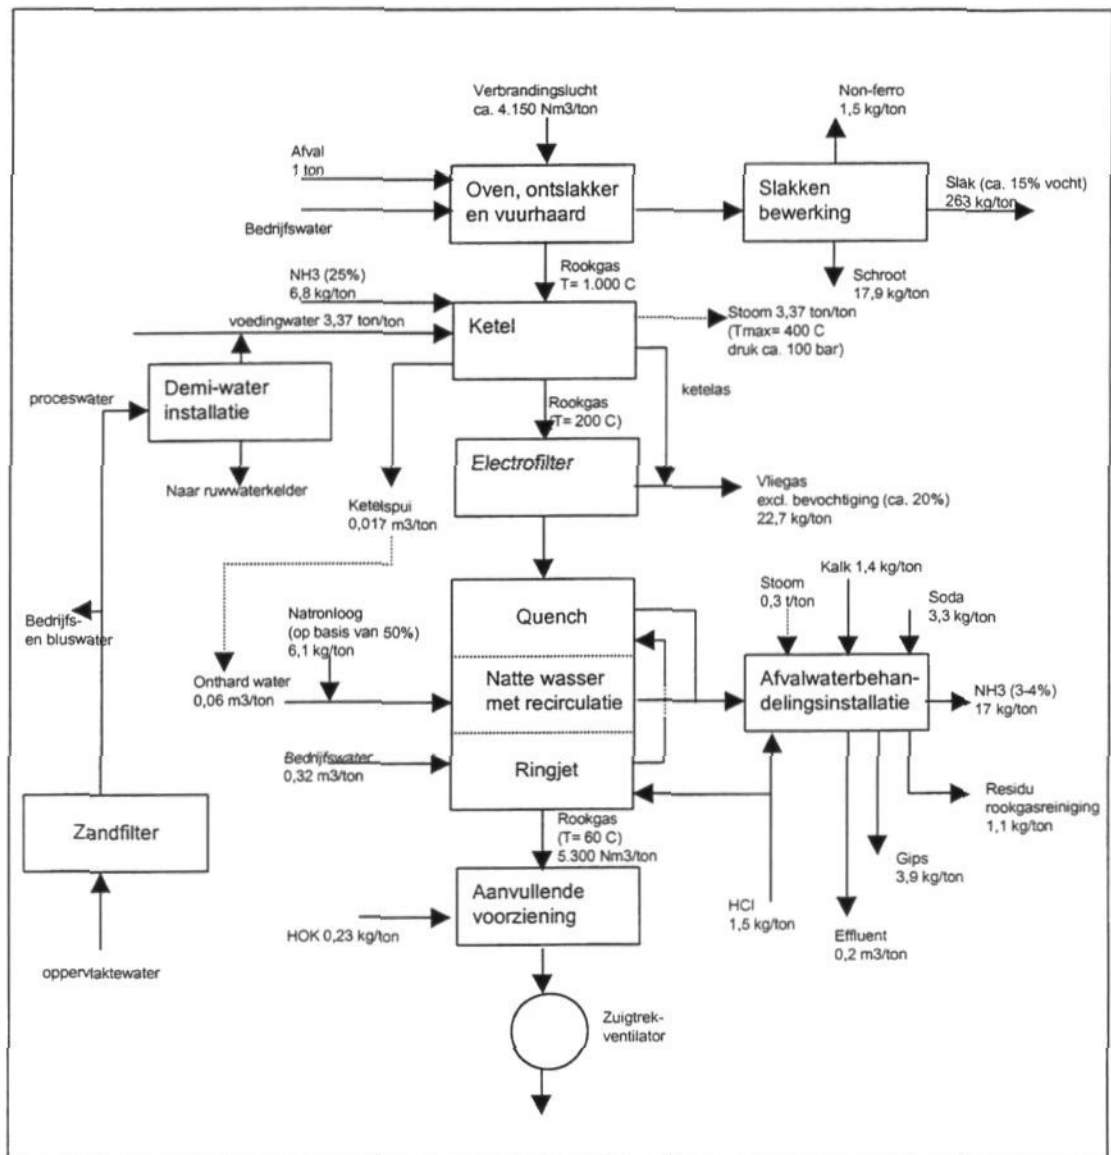 Verbrandingslucht
ca. 4.150 Nm3/ton
Non-ferro
1,5 kg/ton
Afval
1 ton
Oven, ontslakker
en vuurhaard
Slakken
bewerking
Slak (ca. 15% vocht)
263 kg/ton
Bedrijfswater
Rookgas
T= 1.000 C
Schroot
17,9 kg/ton
NH3 (25%)
6,8 kg/ton
voedingwater 3,37 ton/ton
Ketel
Stoom 3,37 ton/ton
(Tmax= 400 C
druk ca. 100 bar)
proceswater
Demi-water
installatie
Rookgas
(T= 200 C)
ketelas
Electrofilter
Naar ruwwaterkelder
Ketelspui
0,017 m3/ton
Vliegas
excl. bevochtiging (ca. 20%)
22,7 kg/ton
Stoom
0,3 t/ton
Kalk 1,4 kg/ton
Soda
3,3 kg/ton
Bedrijfs-
en bluswater
Natronloog
(op basis van 50%)
6,1 kg/ton
Quench
Onthard water
0,06 m3/ton
Natte wasser
met recirculatie
Afvalwaterbehan-
delingsinstallatie
NH3 (3-4%)
17 kg/ton
Bedrijfswater
0,32 m3/ton
Ringjet
Zandfilter
Rookgas
(T= 60 C)
5.300 Nm3/ton
Residu
rookgasreiniging
1,1 kg/ton
Gips
3,9 kg/ton
Aanvullende
voorziening
HOK 0,23 kg/ton
HCl
1,5 kg/ton
Effluent
0,2 m3/ton
oppervlaktewater
Zuigtrek-
ventilator